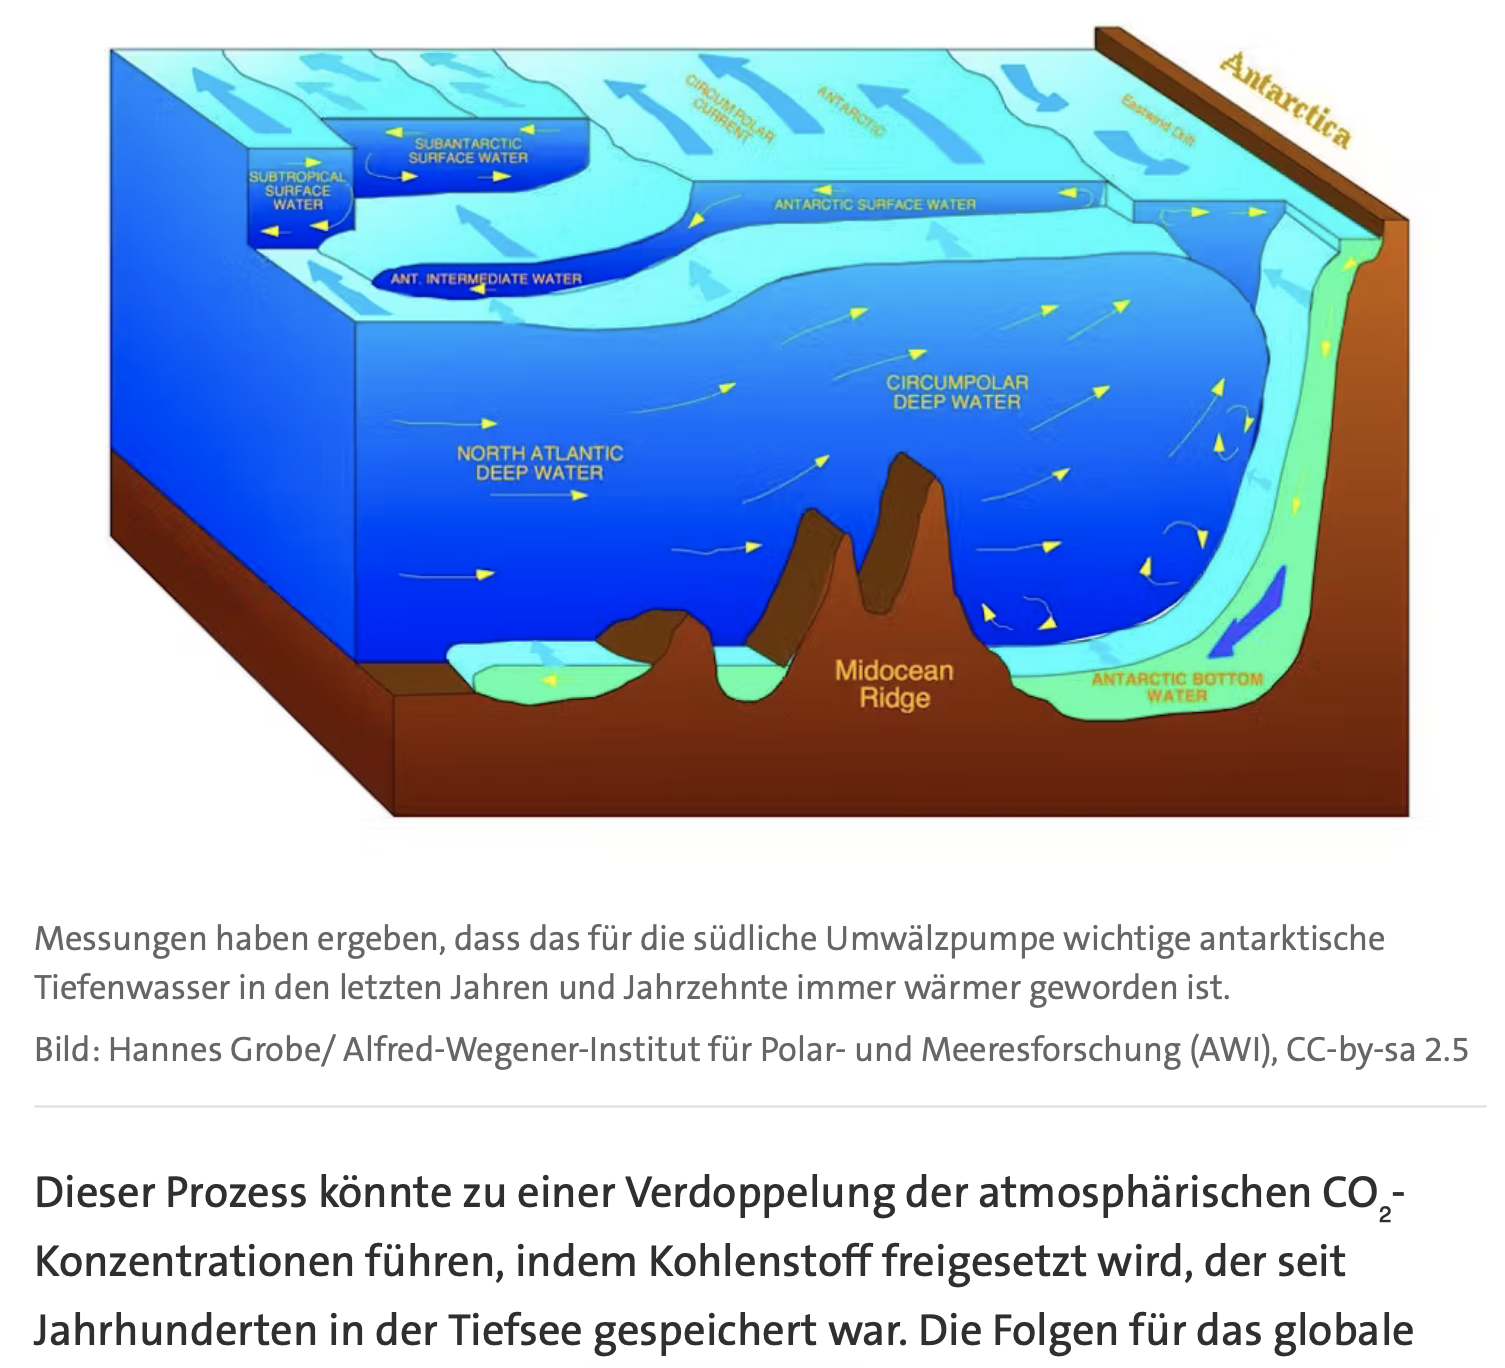 Antarctica
Eastwind Drift
CIRCUMPOLAR
CURRENT
ANTARCTIC
SUBANTARCTIC
SURFACE WATER
SUBTROPICAL
SURFACE
WATER
ANTARCTIC SURFACE WATER
ANT. INTERMEDIATE WATER
CIRCUMPOLAR
DEEP WATER
NORTH ATLANTIC
DEEP WATER
Midocean
Ridge
ANTARCTIC BOTTOM
WATER
Messungen haben ergeben, dass das für die südliche Umwälzpumpe wichtige antarktische
Tiefenwasser in den letzten Jahren und Jahrzehnte immer wärmer geworden ist.
Bild: Hannes Grobe/ Alfred-Wegener-Institut für Polar- und Meeresforschung (AWI), CC-by-sa 2.5
Dieser Prozess könnte zu einer Verdoppelung der atmosphärischen CO₂-
Konzentrationen führen, indem Kohlenstoff freigesetzt wird, der seit
Jahrhunderten in der Tiefsee gespeichert war. Die Folgen für das globale